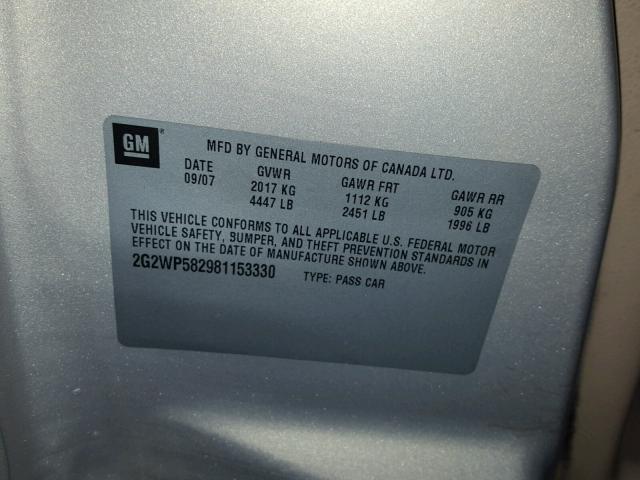 GM ®
MFD BY GENERAL MOTORS OF CANADA LTD.
DATE GVWR GAWR FRT GAWR RR
09/07 2017 KG 1112 KG 905 KG
4447 LB 2451 LB 1996 LB
THIS VEHICLE CONFORMS TO ALL APPLICABLE U.S. FEDERAL MOTOR
VEHICLE SAFETY, BUMPER, AND THEFT PREVENTION STANDARDS IN
EFFECT ON THE DATE OF MANUFACTURE SHOWN ABOVE.
2G2WP582981153330 TYPE: PASS CAR